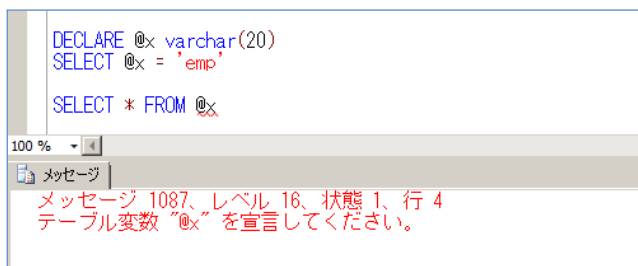 DECLARE @x varchar(20)
SELECT @x = 'emp'
SELECT * FROM @x
100 %
メッセージ
メッセージ 1087、レベル 16、状態 1、行 4
テーブル変数 "@x" を宣言してください。